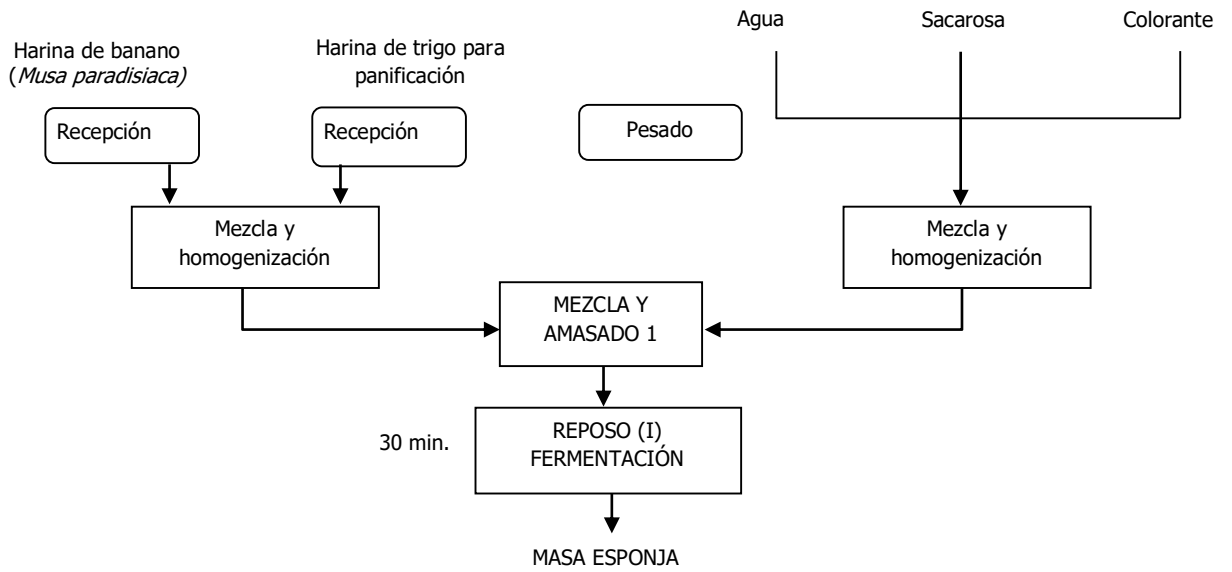 Agua
Sacarosa
Colorante
Harina de banano
(Musa paradisiaca)
Harina de trigo para
panificación
Recepción
Recepción
Pesado
Mezcla y
homogenización
Mezcla y
homogenización
MEZCLA Y
AMASADO 1
30 min.
REPOSO (I)
FERMENTACIÓN
MASA ESPONJA